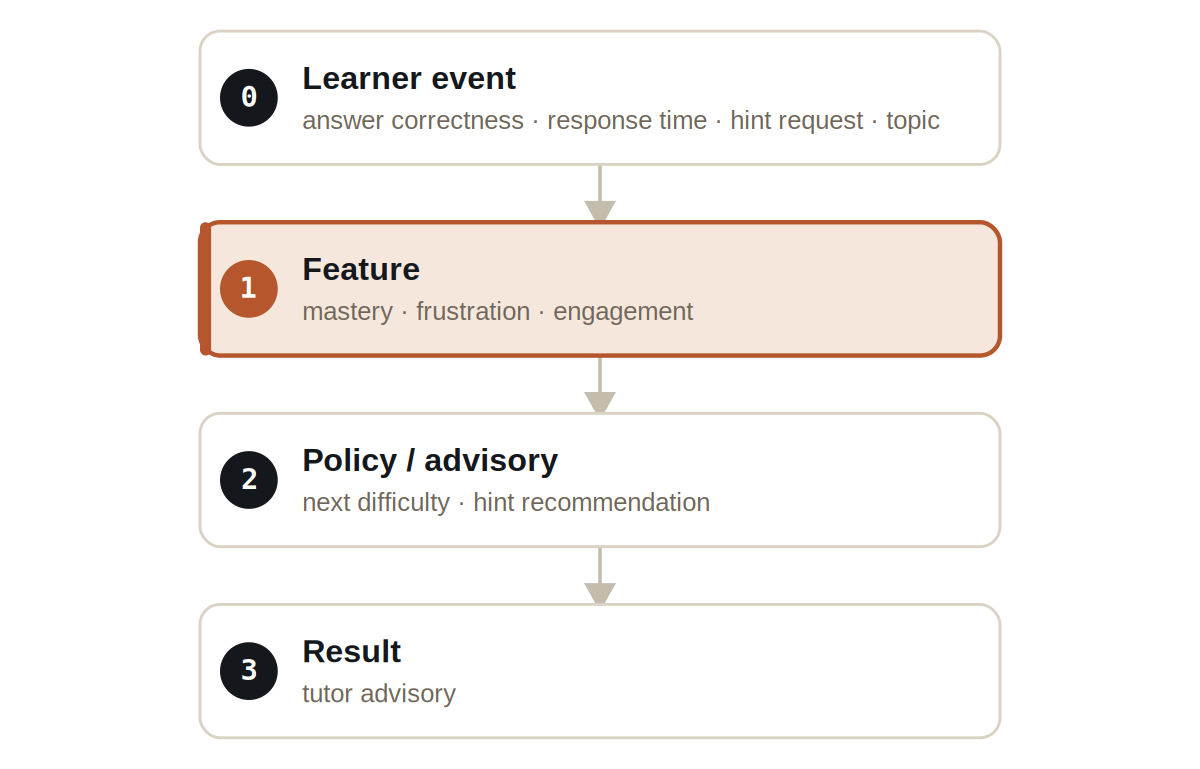 0
Learner event
answer correctness · response time · hint request · topic
1
Feature
mastery · frustration · engagement
2
Policy / advisory
next difficulty · hint recommendation
3
Result
tutor advisory